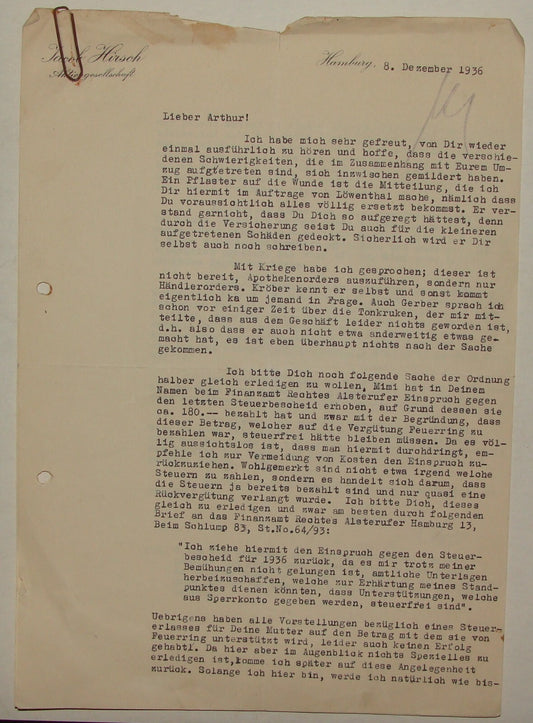 Jacob Hirsch
Aktiengesellschaft
Hamburg, 8. Dezember 1936
Lieber Arthur!
Ich habe mich sehr gefreut, von Dir wieder
einmal ausführlich zu hören und hoffe, dass die verschie-
denen Schwierigkeiten, die im Zusammenhang mit Eurem Um-
zug aufgetreten sind, sich inzwischen gemildert haben.
Ein Pflaster auf die Wunde ist die Mitteilung, die ich
Dir hiermit im Auftrage von Löwenthal mache, nämlich dass
Du voraussichtlich alles völlig ersetzt bekommst. Er ver-
stand garnicht, dass Du Dich so aufgeregt hättest, denn
durch die Versicherung seist Du auch für die kleineren
aufgetretenen Schäden gedeckt. Sicherlich wird er Dir
selbst auch noch schreiben.
Mit Kriege habe ich gesprochen; dieser ist
nicht bereit, Apothekenorders auszuführen, sondern nur
Händlerorders. Kröber kennt er selbst und sonst kommt
eigentlich ka um jemand in Frage. Auch Gerber sprach ich
schon vor einiger Zeit über die Tonkruken, der mir mit-
teilte, dass aus dem Geschäft leider nichts geworden ist,
d.h. also dass er auch nicht etwa anderweitig etwas ge-
macht hat, es ist eben überhaupt nichts nach der Sache
gekommen.
Ich bitte Dich noch folgende Sache der Ordnung
halber gleich erledigen zu wollen, Mimi hat in Deinem
Namen beim Finanzamt Rechtes Alsterufer Einspruch gegen
den letzten Steuerbescheid erhoben, auf Grund dessen sie
ca. 180.-- bezahlt hat und zwar mit der Begründung, dass
dieser Betrag, welcher auf die Vergütung Feuerring zu
bezahlen war, steuerfrei hätte bleiben müssen. Da es völ-
lig aussichtslos ist, dass man hiermit durchdringt, em-
pfehle ich zur Vermeidung von Kosten den Einspruch zu-
rückzuziehen. Wohlgemerkt sind nicht etwa irgend welche
Steuern zu zahlen, sondern es handelt sich darum, dass
die Steuern ja bereits bezahlt sind und nur quasi eine
Rückvergütung verlangt wurde. Ich bitte Dich, dieses
gleich zu erledigen und zwar am besten durch folgenden
Brief an das Finanzamt Rechtes Alsterufer Hamburg 13,
Beim Schlump 83, St.No.64/93:
"Ich ziehe hiermit den Einspruch gegen den Steuer-
bescheid für 1936 zurück, da es mir trotz meiner
Bemühungen nicht gelungen ist, amtliche Unterlagen
herbeizuschaffen, welche zur Erhärtung meines Stand-
punktes dienen könnten, dass Unterstützungen, welche
aus Sperrkonto gegeben werden, steuerfrei sind".
Uebrigens haben alle Vorstellungen bezüglich eines Steuer-
erlasses für Deine Mutter auf den Betrag mit dem sie von
Feuerring unterstützt wird, leider auch keinen Erfolg
gehabt. Da hier aber im Augenblick nichts Spezielles zu
erledigen ist, komme ich später auf diese Angelegenheit
zurück. Solange ich hier bin, werde ich natürlich wie bis-